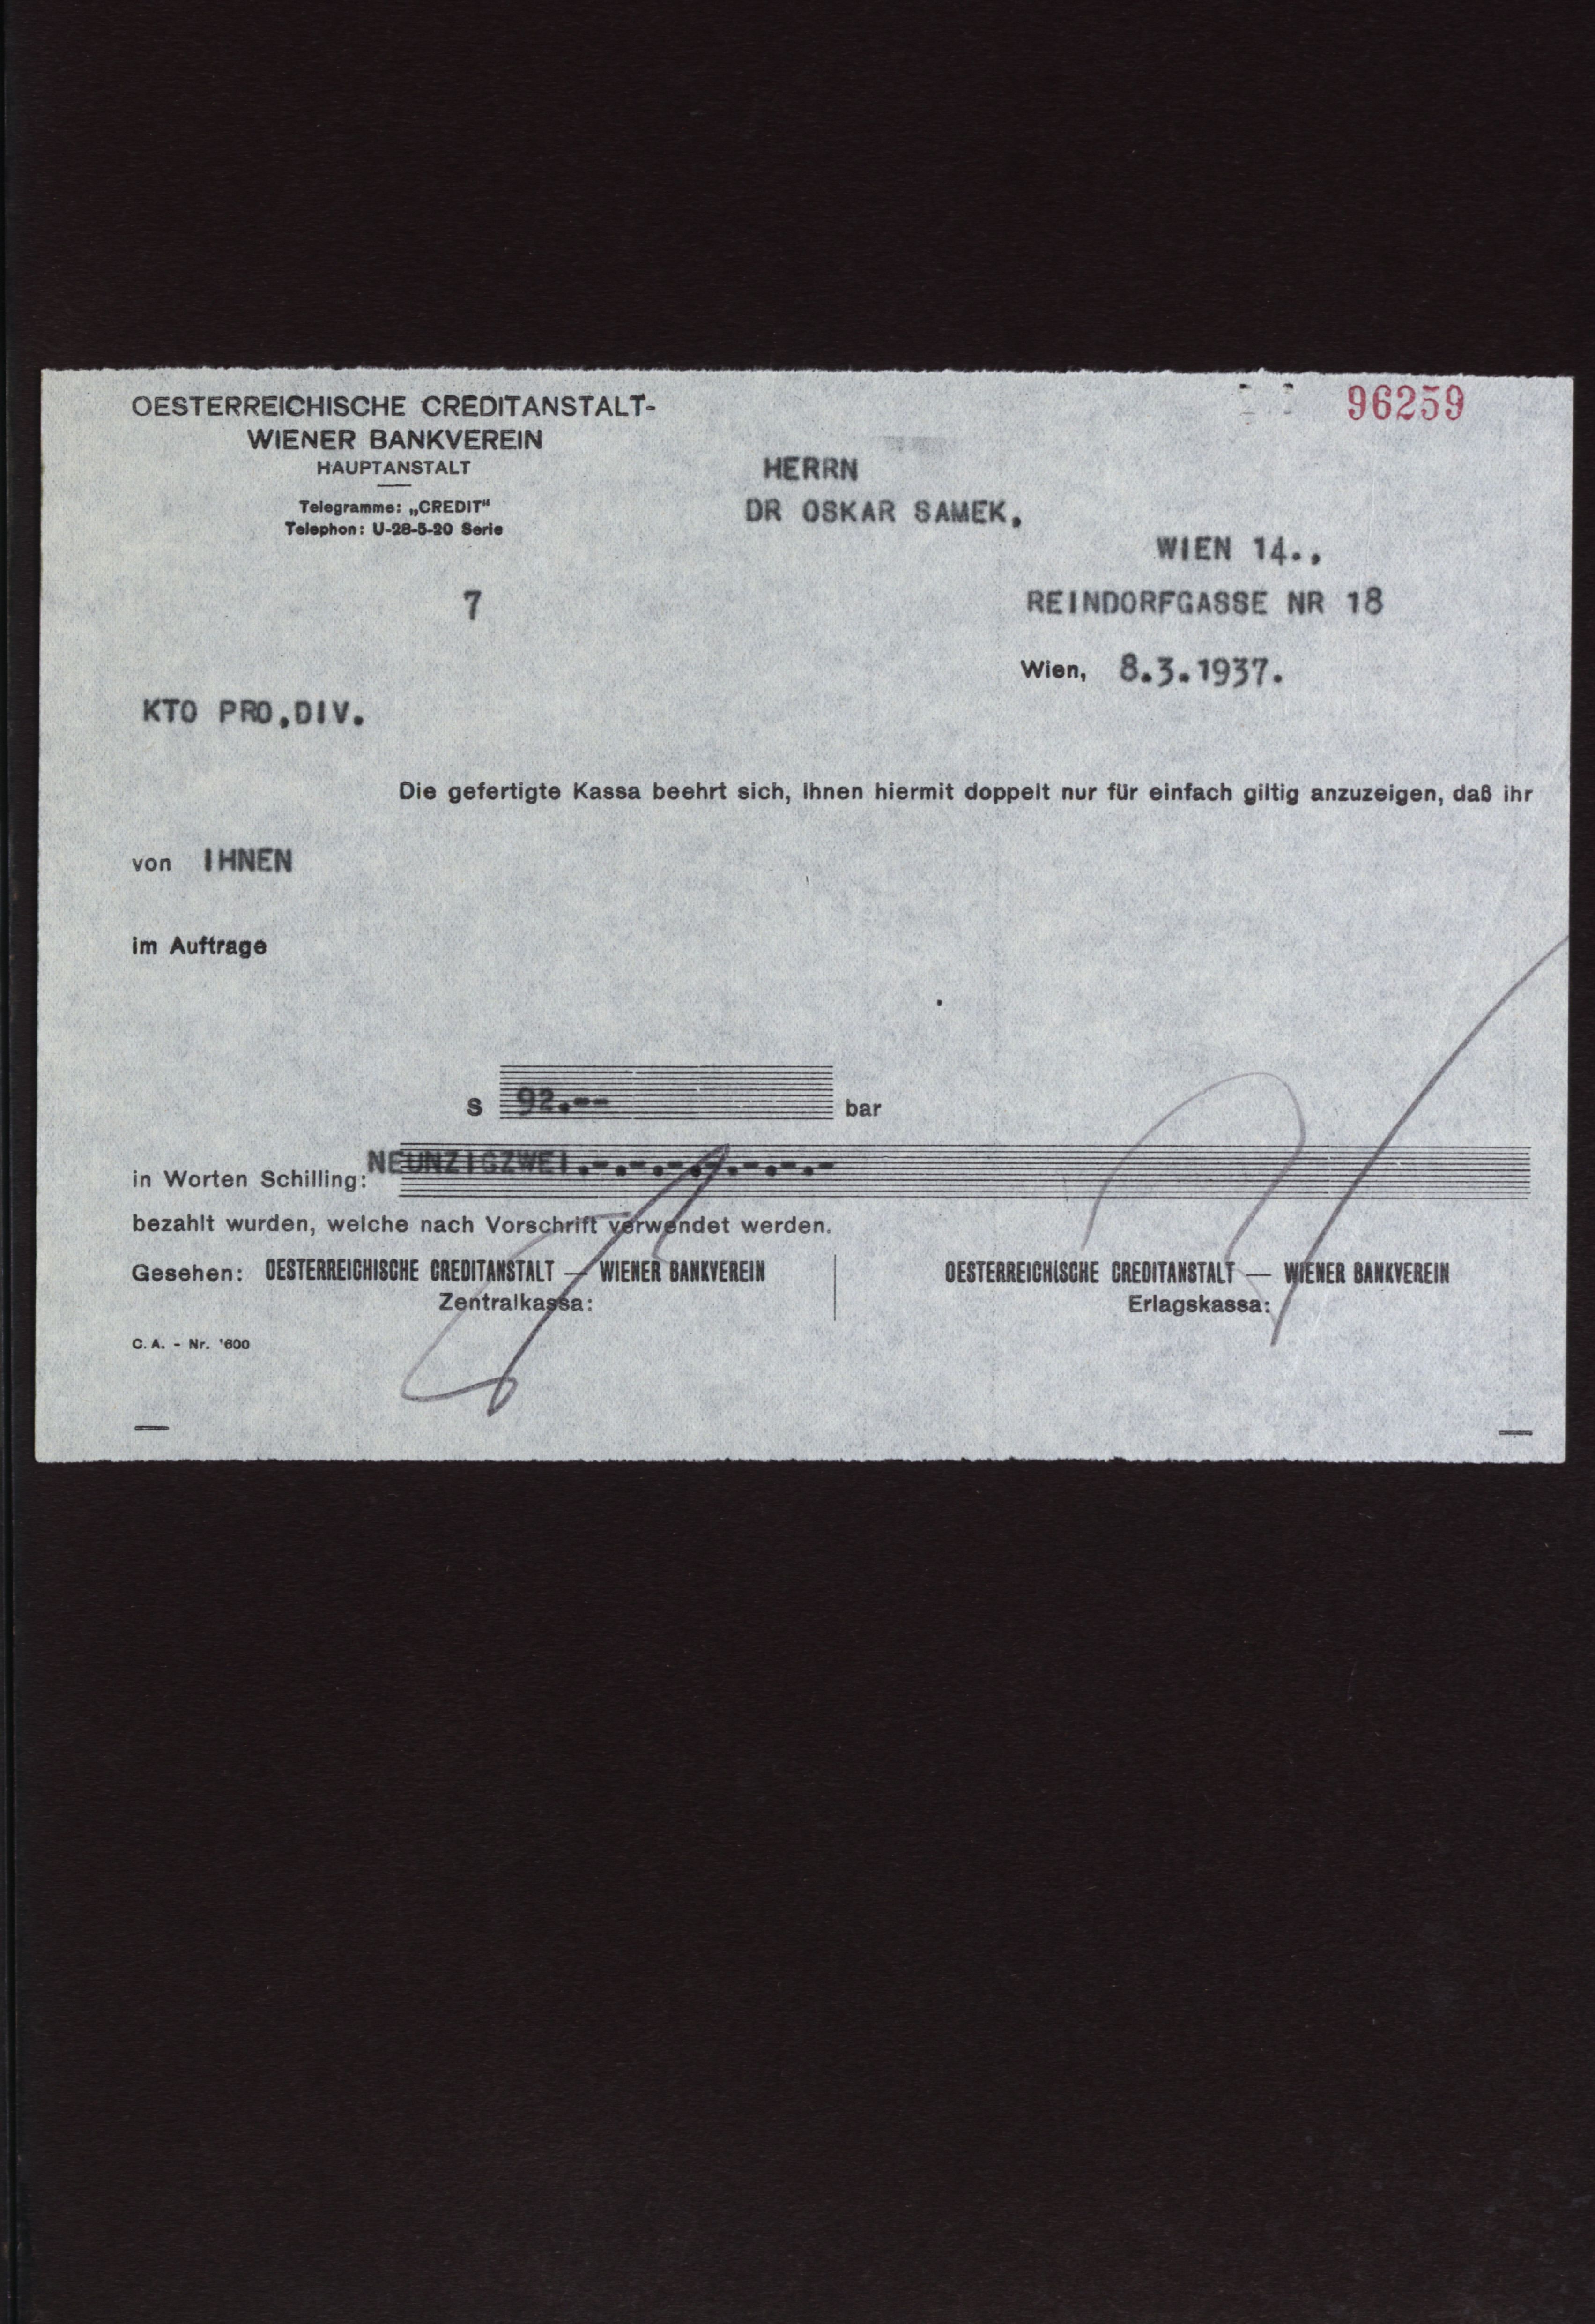 OESTERREICHISCHE CREDITANSTALT-
WIENER BANKVEREIN
HAUPTANSTALT
Telegramme: „CREDIT“
Telephon: U-28-5-20 Serie
96259
HERRN
DR OSKAR SAMEK.
WIEN 14..
7
REINDORFGASSE NR 18
Wien, 8.3.1937.
KTO PRO.DIV.
Die gefertigte Kassa beehrt sich, Ihnen hiermit doppelt nur für einfach giltig anzuzeigen, daß ihr
von IHNEN
im Auftrage
S 92.-- bar
in Worten Schilling: NEUNZIGZWEI.-.-.-.-.-.-.-
bezahlt wurden, welche nach Vorschrift verwendet werden.
Gesehen: OESTERREICHISCHE CREDITANSTALT — WIENER BANKVEREIN
Zentralkassa:
OESTERREICHISCHE CREDITANSTALT — WIENER BANKVEREIN
Erlagskassa:
C. A. - Nr. '600